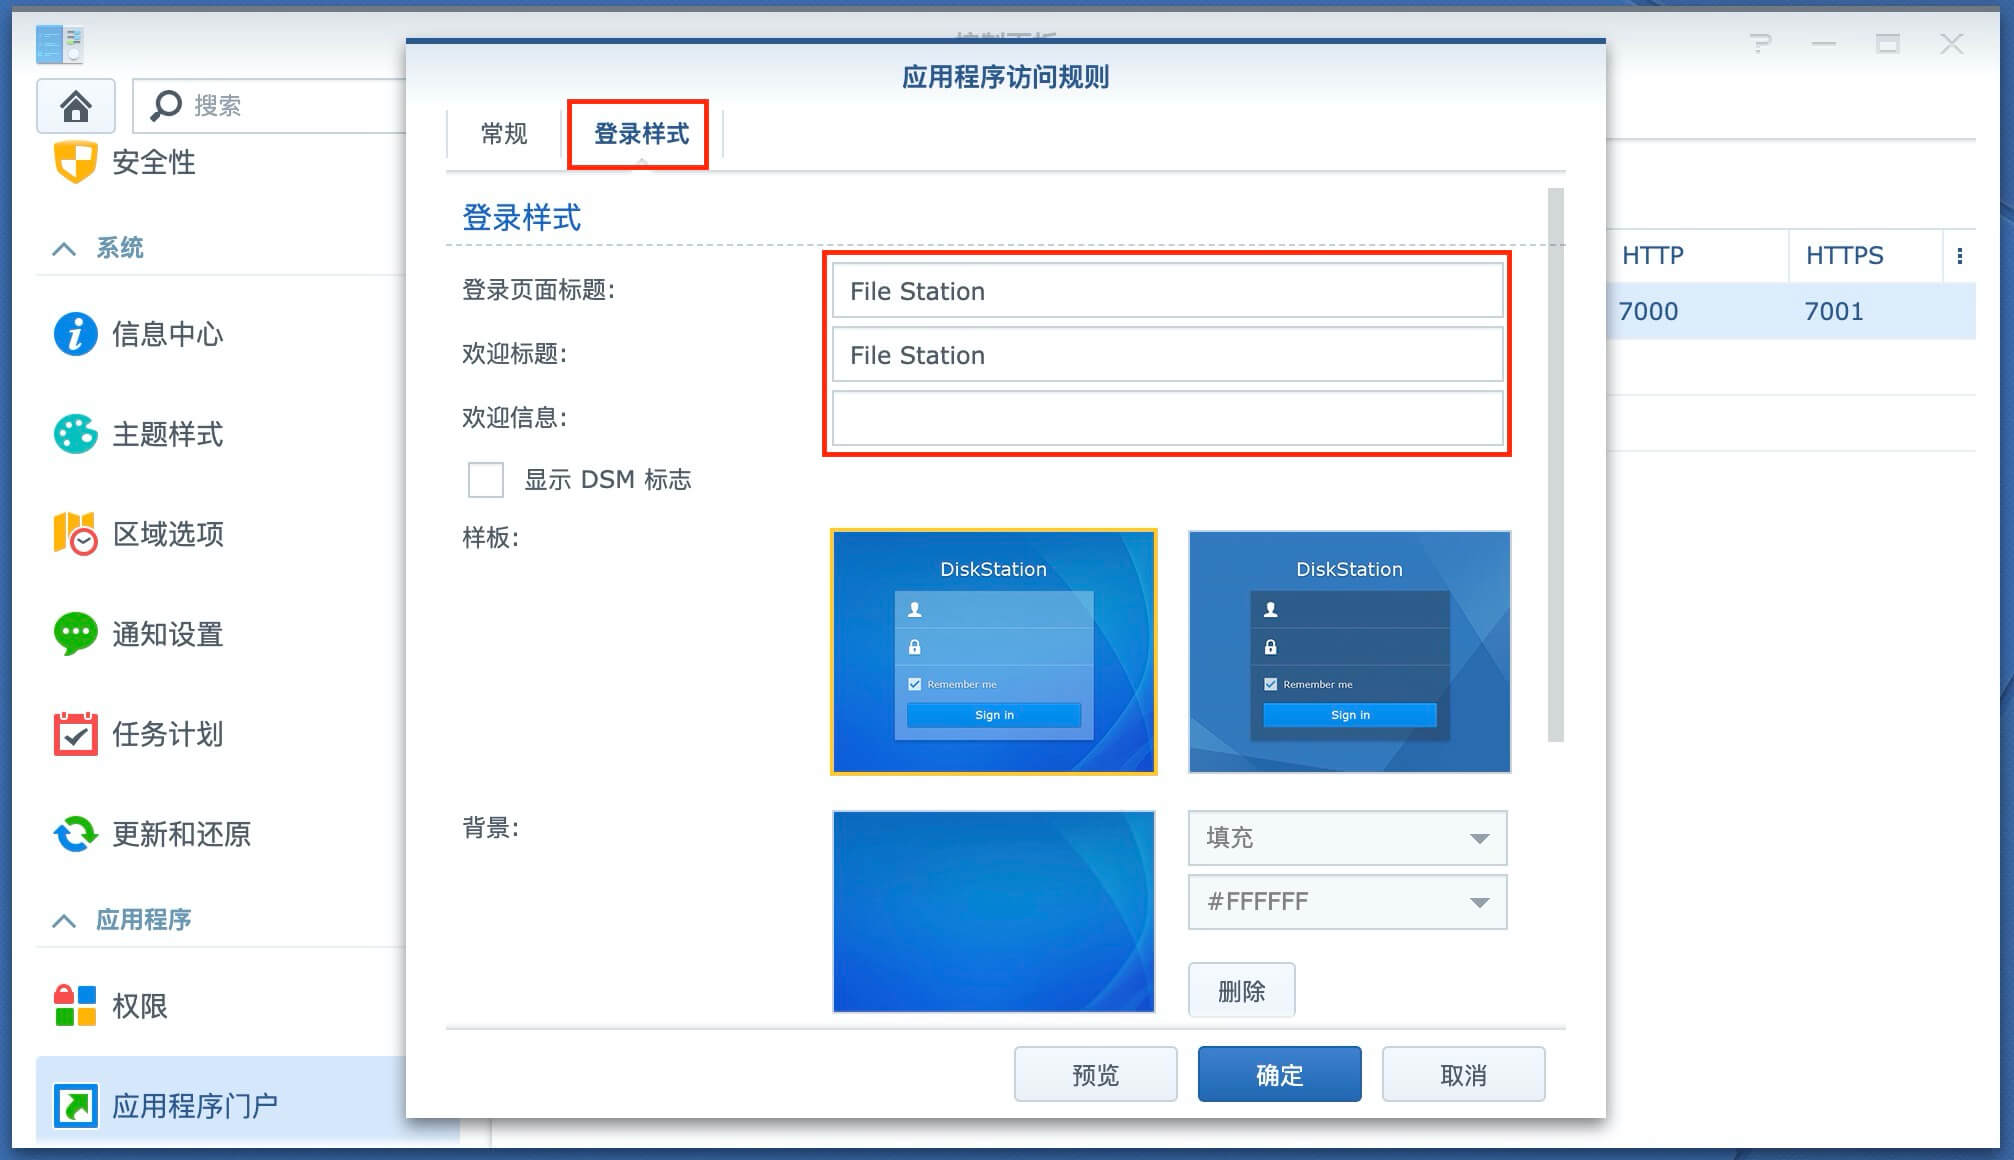 应用程序访问规则
搜索
安全性
系统
信息中心
主题样式
区域选项
通知设置
任务计划
更新和还原
应用程序
权限
应用程序门户
常规
登录样式
登录样式
登录页面标题: File Station
欢迎标题: File Station
欢迎信息:
显示 DSM 标志
样板:
DiskStation
Remember me
Sign in
DiskStation
Remember me
Sign in
背景:
填充
#FFFFFF
删除
预览 确定 取消
HTTP HTTPS
7000 7001